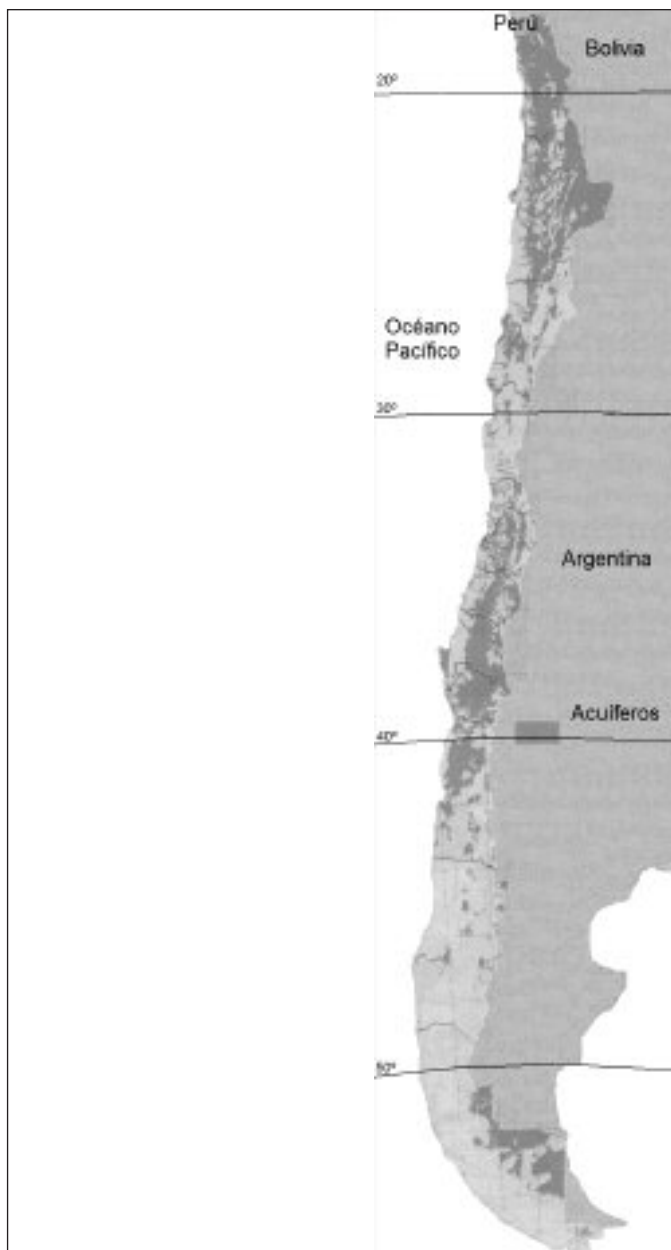 Perú
Bolivia
20º
Océano
Pacífico
30º
Argentina
Acuíferos
40º
50º